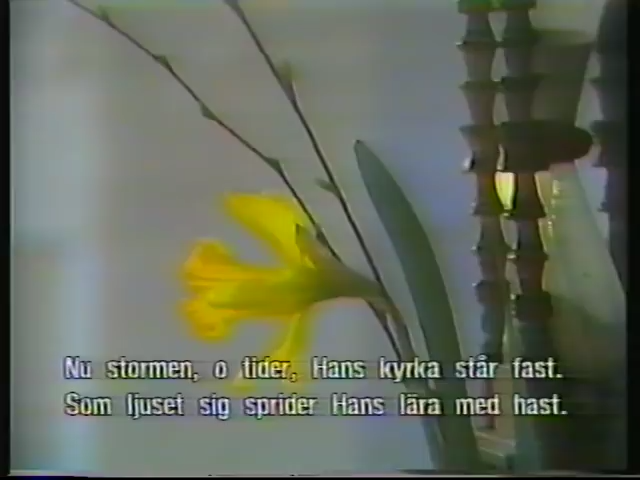 Nu stormen, o tider, Hans kyrka står fast.
Som ljuset sig sprider Hans lära med hast.